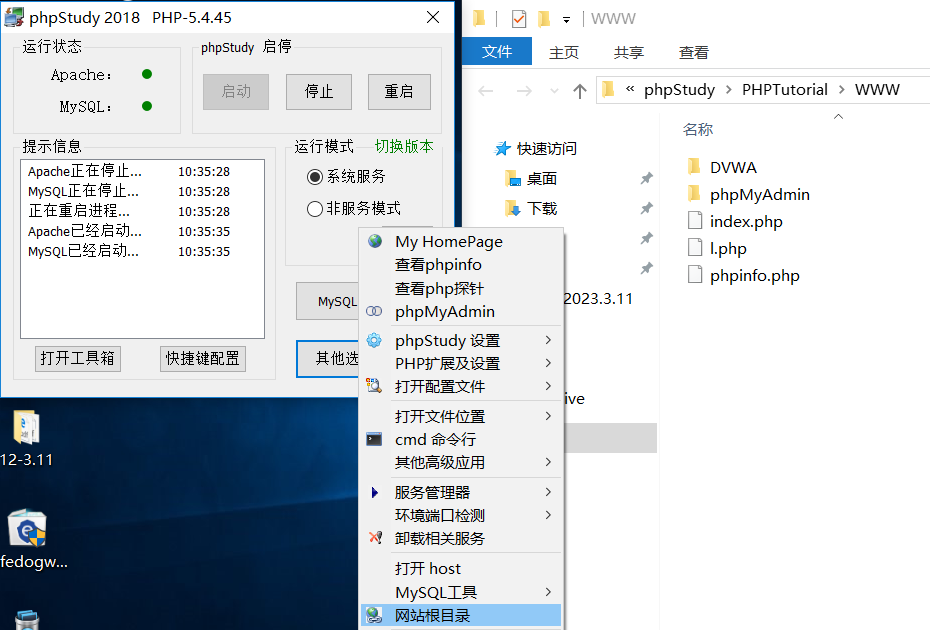 phpStudy 2018 PHP-5.4.45
运行状态
Apache:
MySQL:
phpStudy 启停
启动
停止
重启
提示信息
Apache正在停止... 10:35:28
MySQL正在停止... 10:35:28
正在重启进程... 10:35:28
Apache已经启动... 10:35:35
MySQL已经启动... 10:35:35
运行模式
切换版本
系统服务
非服务模式
MySQL
其他选
打开工具箱
快捷键配置
My HomePage
查看phpinfo
查看php探针
phpMyAdmin
phpStudy 设置
PHP扩展及设置
打开配置文件
打开文件位置
cmd 命令行
其他高级应用
服务管理器
环境端口检测
卸载相关服务
打开 host
MySQL工具
网站根目录
12-3.11
fedogw...
WWW
文件
主页
共享
查看
« phpStudy > PHPTutorial > WWW
快速访问
桌面
下载
2023.3.11
ive
名称
DVWA
phpMyAdmin
index.php
l.php
phpinfo.php